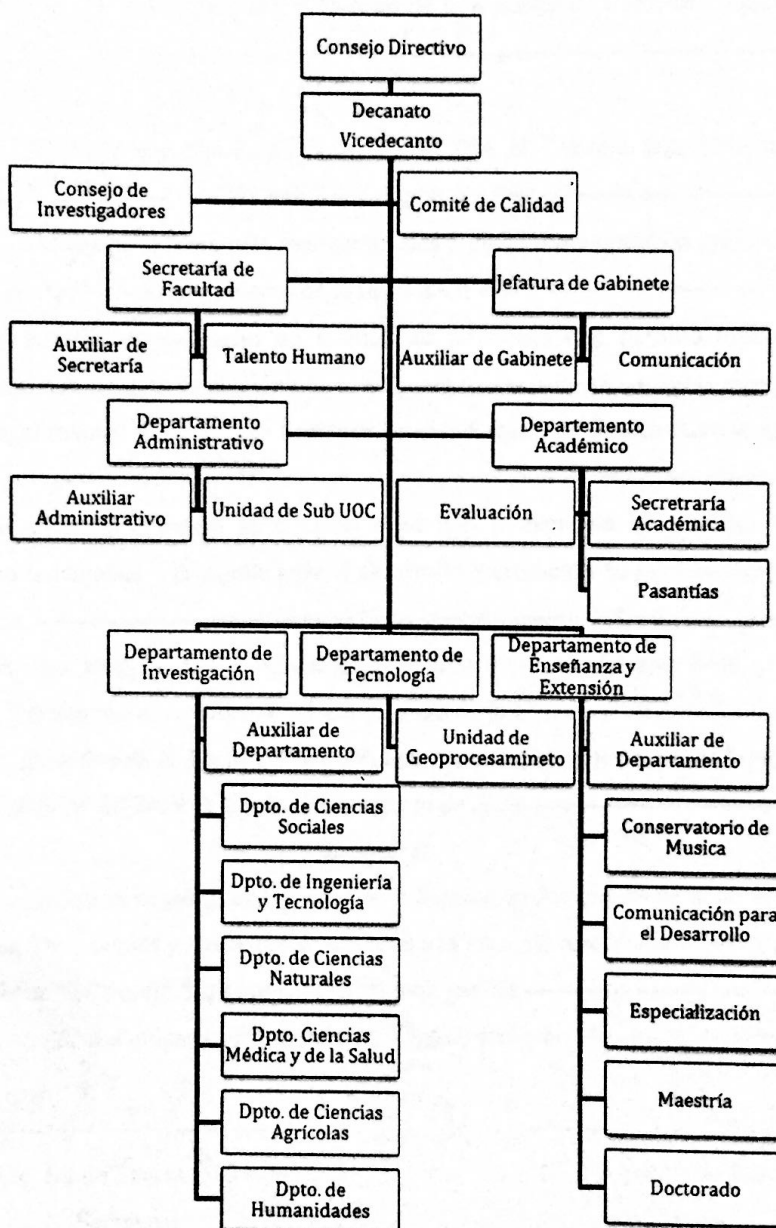 Consejo Directivo
Decanato
Vicedecanto
Consejo de
Investigadores
Comité de Calidad
Secretaría de
Facultad
Jefatura de Gabinete
Auxiliar de
Secretaría
Talento Humano
Auxiliar de Gabinete
Comunicación
Departamento
Administrativo
Departemento
Académico
Auxiliar
Administrativo
Unidad de Sub UOC
Evaluación
Secretraría
Académica
Pasantías
Departamento de
Investigación
Departamento de
Tecnología
Departamento de
Enseñanza y
Extensión
Auxiliar de
Departamento
Unidad de
Geoprocesamineto
Auxiliar de
Departamento
Dpto. de Ciencias
Sociales
Conservatorio de
Musica
Dpto. de Ingeniería
y Tecnología
Comunicación para
el Desarrollo
Dpto. de Ciencias
Naturales
Especialización
Dpto. Ciencias
Médica y de la Salud
Maestría
Dpto. de Ciencias
Agrícolas
Doctorado
Dpto. de
Humanidades